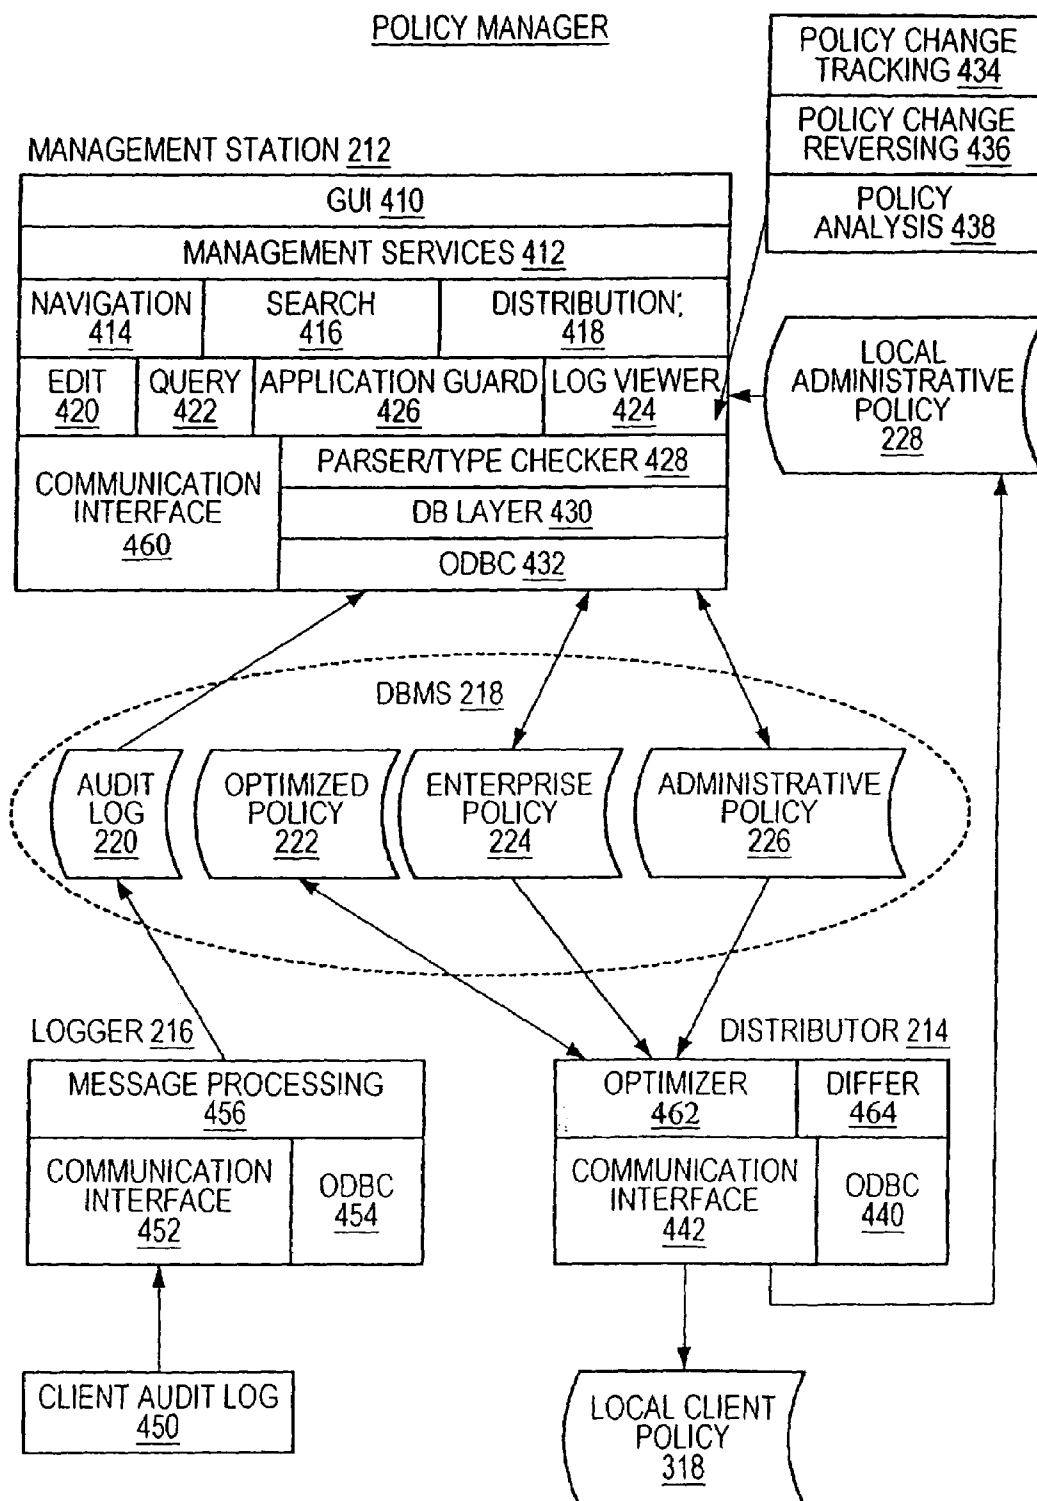 POLICY MANAGER
POLICY CHANGE
TRACKING 434
POLICY CHANGE
REVERSING 436
POLICY
ANALYSIS 438
MANAGEMENT STATION 212
GUI 410
MANAGEMENT SERVICES 412
NAVIGATION
414
SEARCH
416
DISTRIBUTION;
418
EDIT
420
QUERY
422
APPLICATION GUARD
426
LOG VIEWER
424
LOCAL
ADMINISTRATIVE
POLICY
228
COMMUNICATION
INTERFACE
460
PARSER/TYPE CHECKER 428
DB LAYER 430
ODBC 432
DBMS 218
AUDIT
LOG
220
OPTIMIZED
POLICY
222
ENTERPRISE
POLICY
224
ADMINISTRATIVE
POLICY
226
LOGGER 216
MESSAGE PROCESSING
456
COMMUNICATION
INTERFACE
452
ODBC
454
DISTRIBUTOR 214
OPTIMIZER
462
DIFFER
464
COMMUNICATION
INTERFACE
442
ODBC
440
CLIENT AUDIT LOG
450
LOCAL CLIENT
POLICY
318